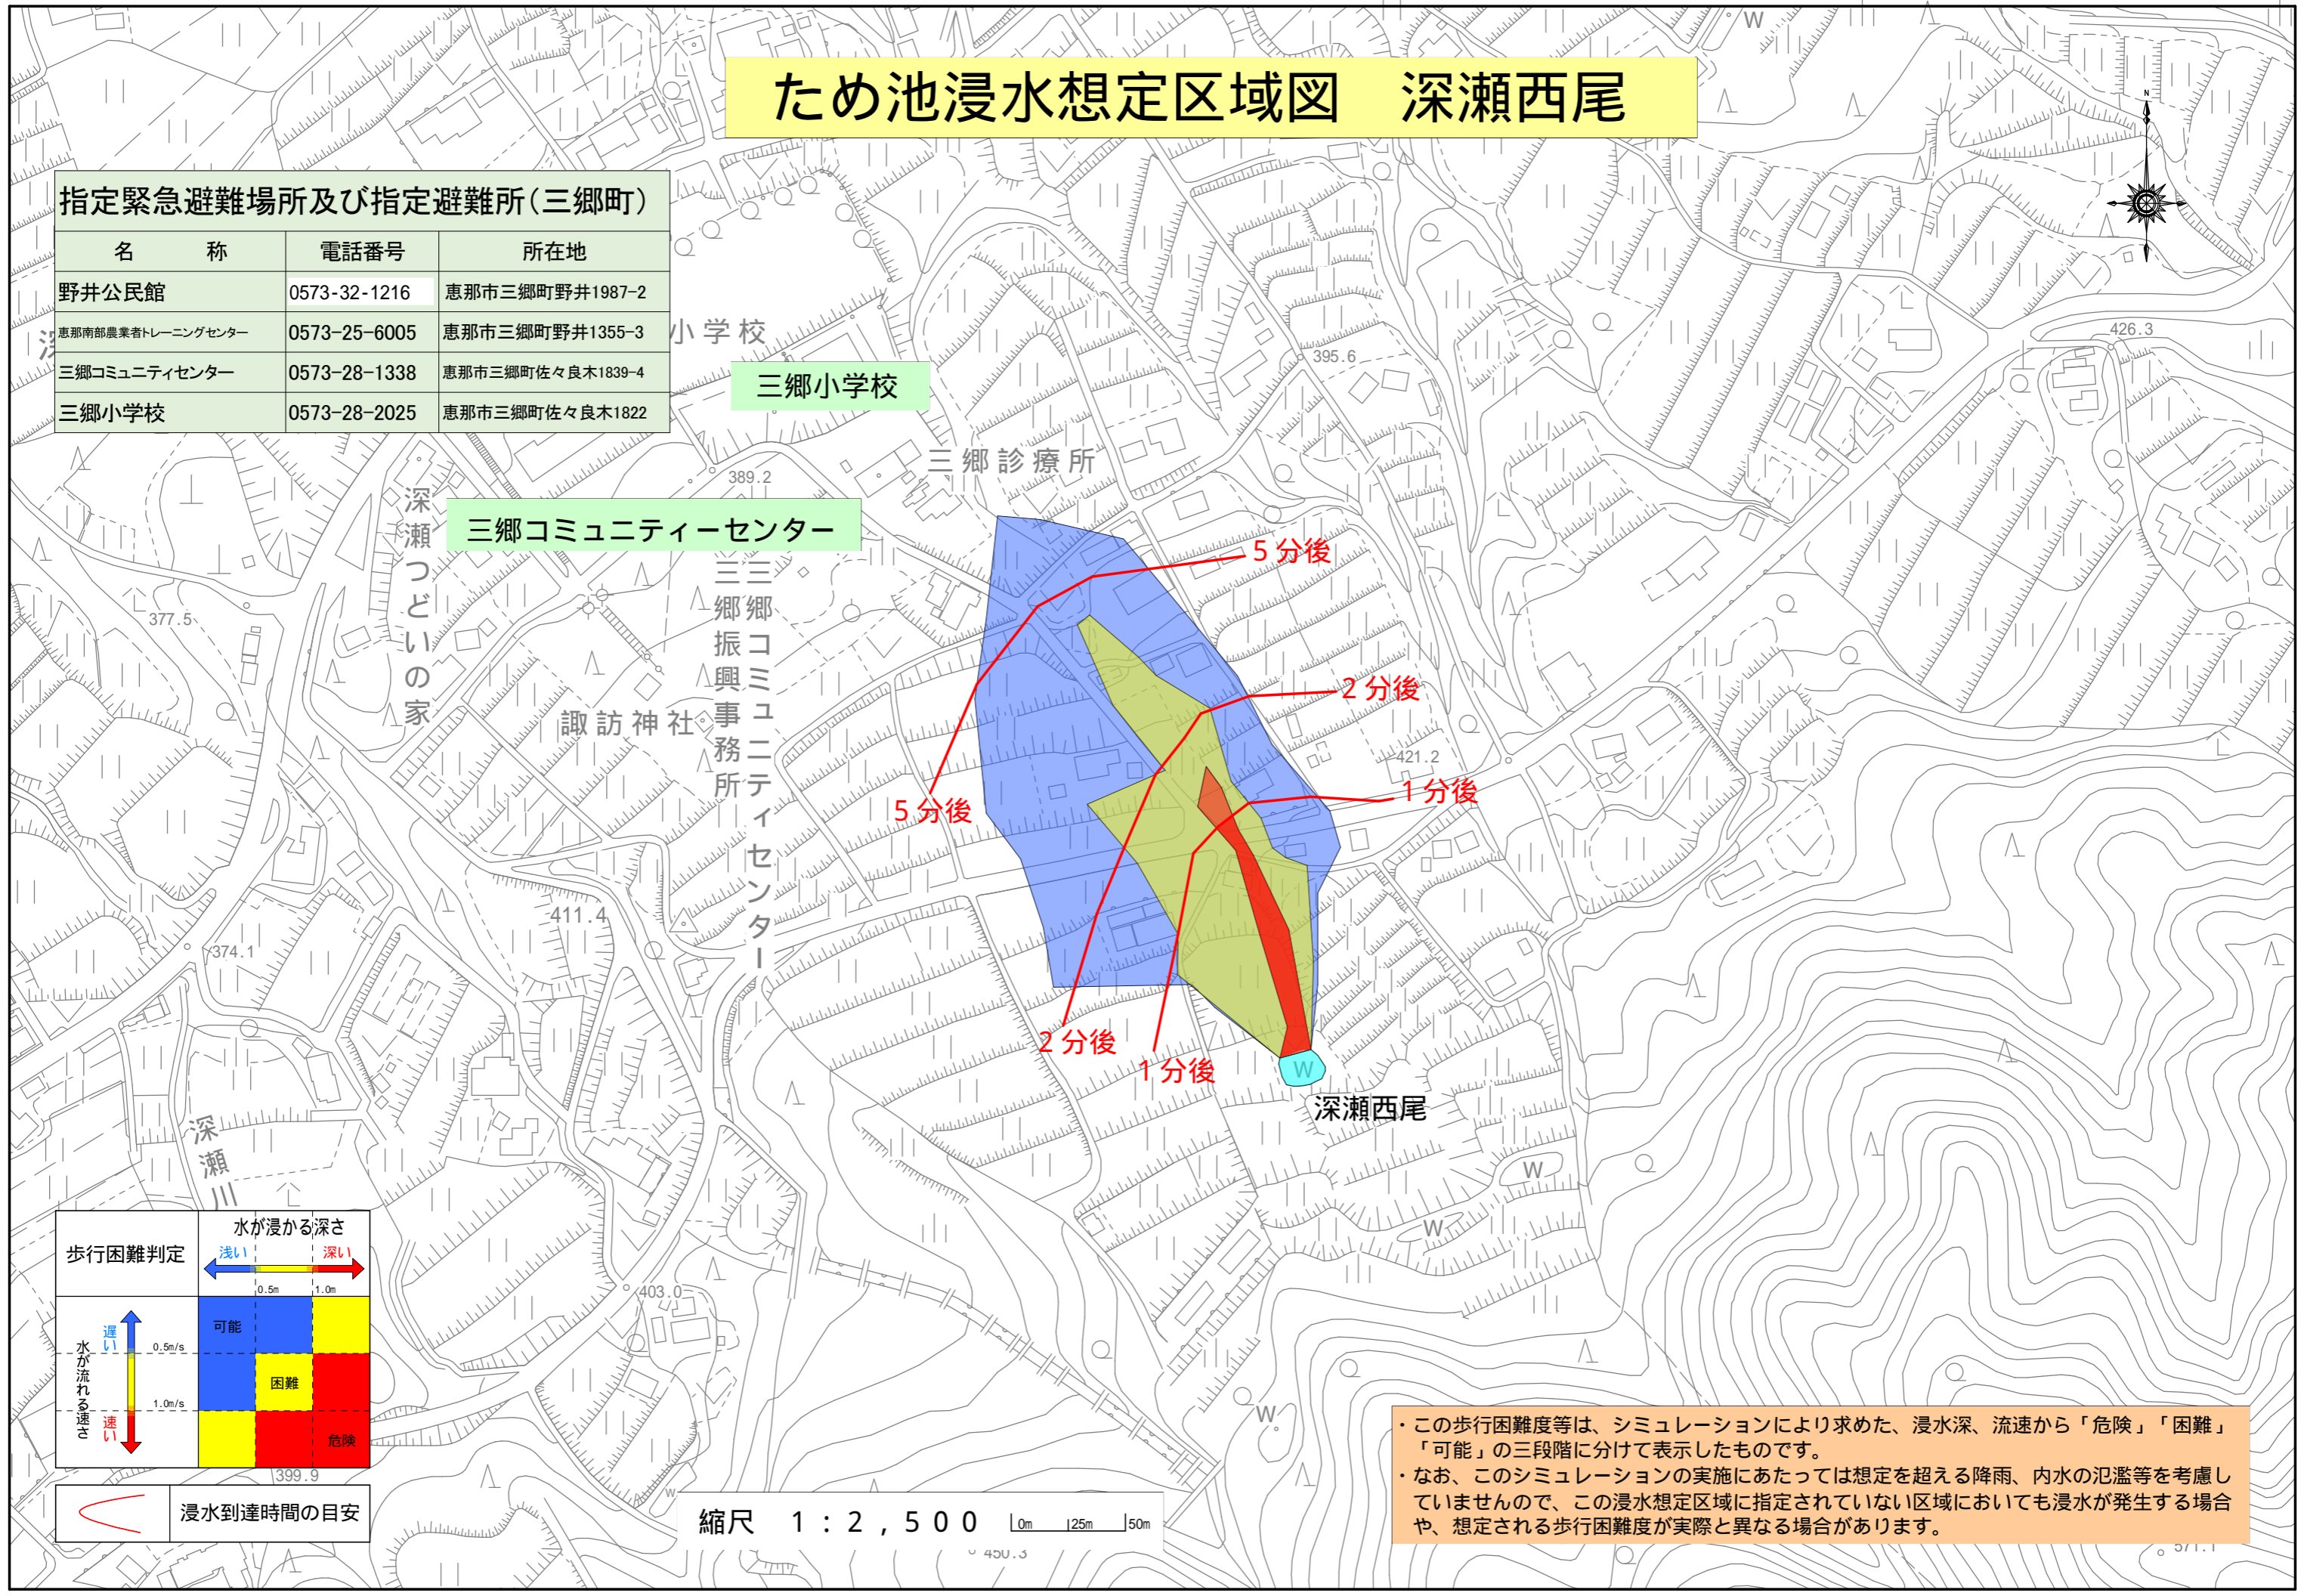 ため池浸水想定区域図　深瀬西尾
N
W
指定緊急避難場所及び指定避難所(三郷町)
名　称　電話番号　所在地
野井公民館　0573-32-1216　恵那市三郷町野井1987-2
恵那南部農業者トレーニングセンター　0573-25-6005　恵那市三郷町野井1355-3
三郷コミュニティセンター　0573-28-1338　恵那市三郷町佐々良木1839-4
三郷小学校　0573-28-2025　恵那市三郷町佐々良木1822
深
小学校
三郷小学校
395.6
426.3
三郷診療所
389.2
三郷コミュニティーセンター
深瀬つどいの家
377.5
三郷コミュニティセンター
三郷振興事務所
諏訪神社
5分後
2分後
421.2
1分後
5分後
411.4
374.1
2分後
1分後
W
深瀬西尾
深瀬川
W
W
403.0
W
歩行困難判定
水が浸かる深さ
浅い　深い
0.5m　1.0m
水が流れる速さ
遅い
0.5m/s
1.0m/s
速い
可能
困難
危険
399.9
浸水到達時間の目安
W
縮尺　1：2,500
0m　25m　50m
450.3
・この歩行困難度等は、シミュレーションにより求めた、浸水深、流速から「危険」「困難」
「可能」の三段階に分けて表示したものです。
・なお、このシミュレーションの実施にあたっては想定を超える降雨、内水の氾濫等を考慮し
ていませんので、この浸水想定区域に指定されていない区域においても浸水が発生する場合
や、想定される歩行困難度が実際と異なる場合があります。
571.1